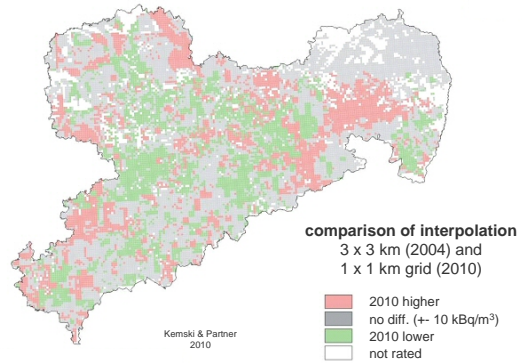 comparison of interpolation
3 x 3 km (2004) and
1 x 1 km grid (2010)
2010 higher
no diff. (+- 10 kBq/m³)
2010 lower
not rated
Kemski & Partner
2010